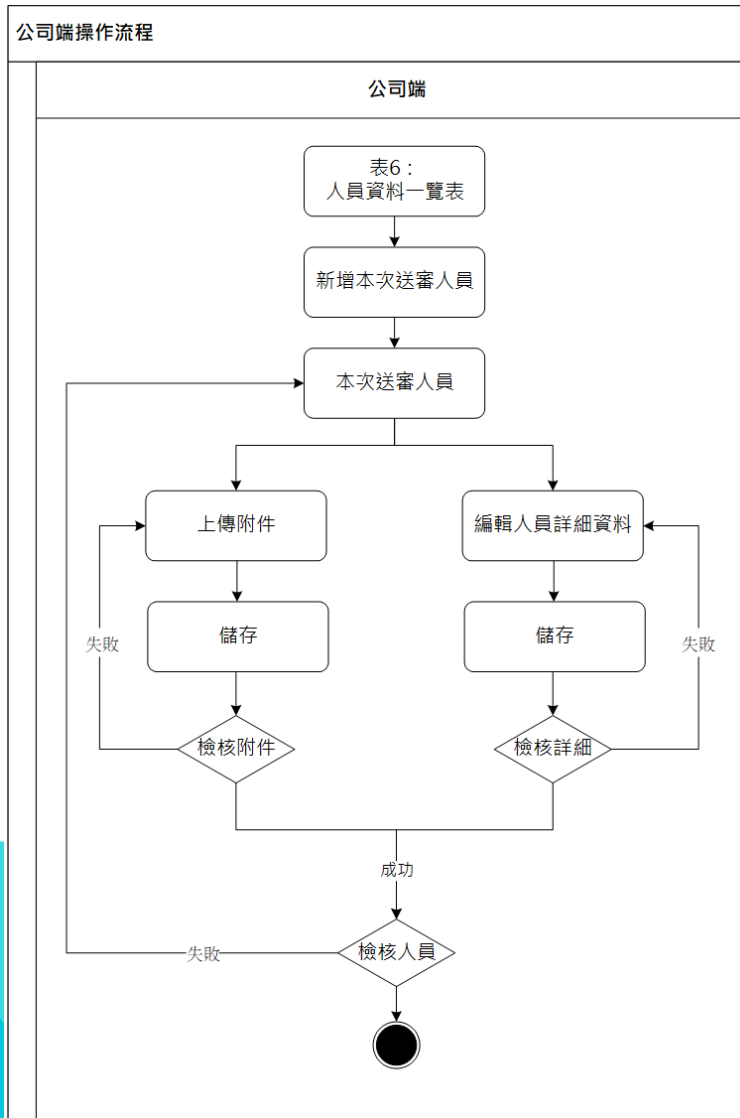 公司端操作流程
公司端
表6：
人員資料一覽表
新增本次送審人員
本次送審人員
上傳附件
編輯人員詳細資料
儲存
儲存
失敗
失敗
檢核附件
檢核詳細
成功
失敗
檢核人員